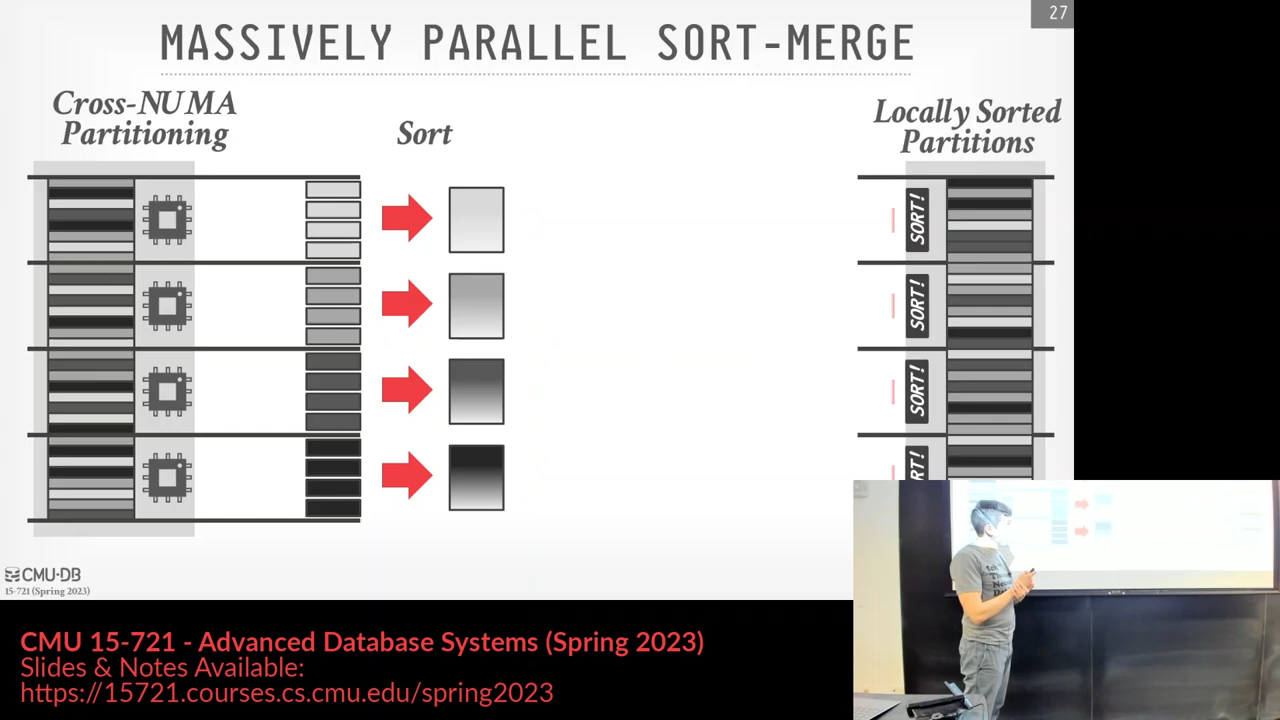 27
MASSIVELY PARALLEL SORT-MERGE
Cross-NUMA
Partitioning
Sort
Locally Sorted
Partitions
SORT!
SORT!
SORT!
SORT!
CMU·DB
15-721 (Spring 2023)
CMU 15-721 - Advanced Database Systems (Spring 2023)
Slides & Notes Available:
https://15721.courses.cs.cmu.edu/spring2023